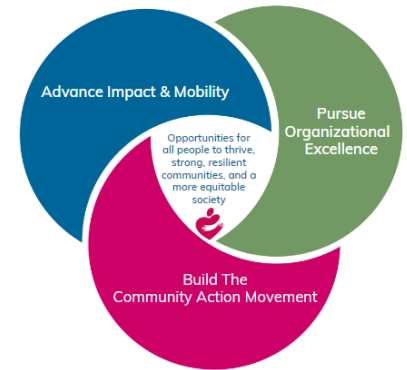 Advance Impact & Mobility
Pursue
Organizational
Excellence
Opportunities for
all people to thrive,
strong, resilient
communities, and a
more equitable
society
Build The
Community Action Movement